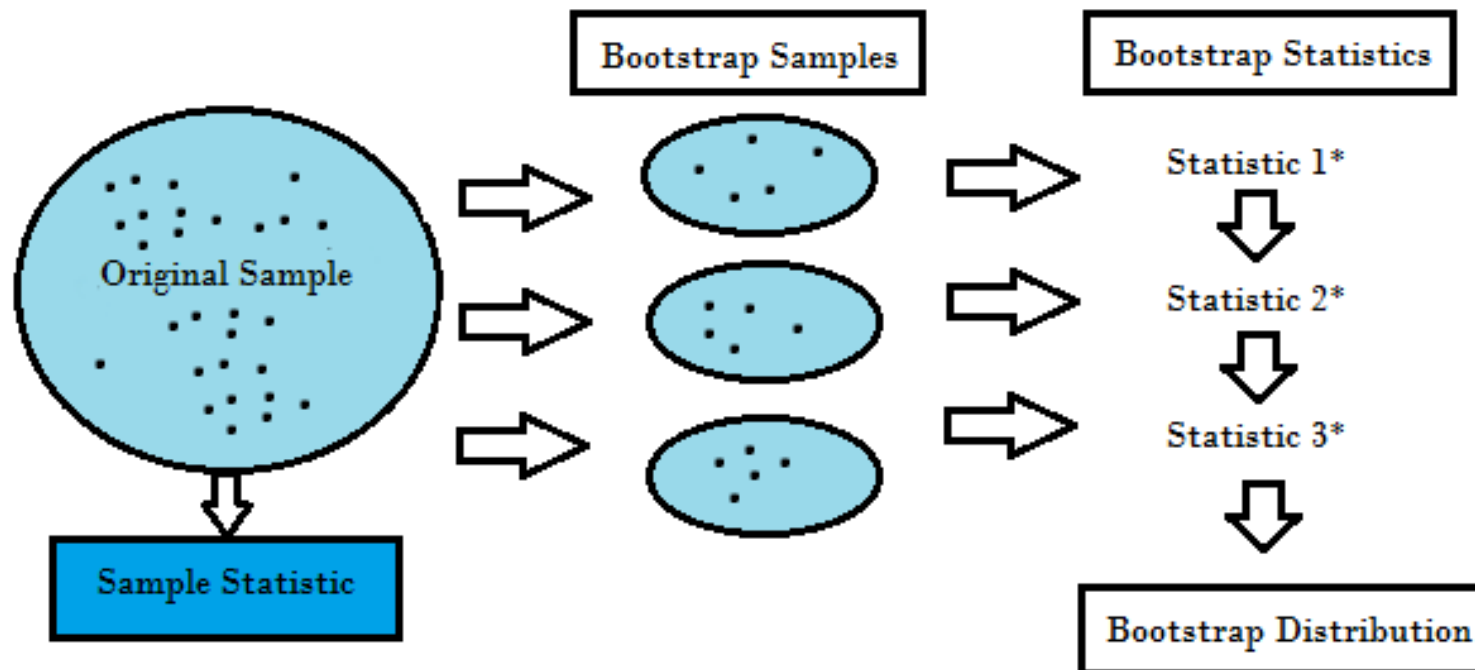 Bootstrap Samples
Bootstrap Statistics
Original Sample
Sample Statistic
Statistic 1*
Statistic 2*
Statistic 3*
Bootstrap Distribution